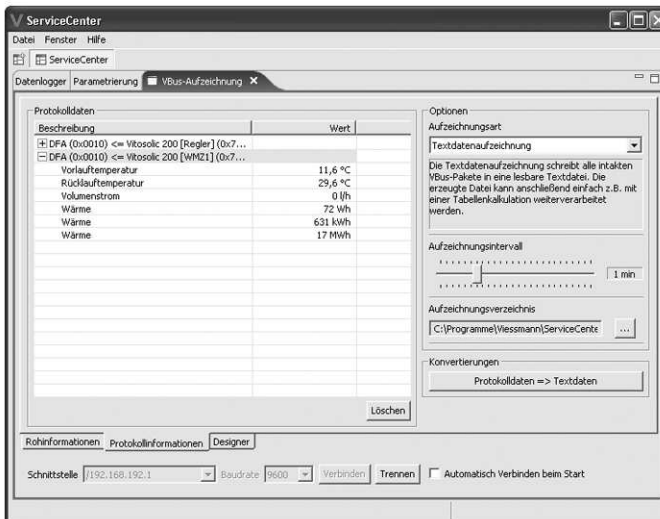 ServiceCenter
Datei Fenster Hilfe
ServiceCenter
Datenlogger Parametrierung VBus-Aufzeichnung
Protokolldaten
Beschreibung Wert
DFA (0x0010) <= Vitosolic 200 [Regler] (0x7...
DFA (0x0010) <= Vitosolic 200 [WMZ1] (0x7...
Vorlauftemperatur 11,6 °C
Rücklauftemperatur 29,6 °C
Volumenstrom 0 l/h
Wärme 72 Wh
Wärme 631 kWh
Wärme 17 MWh
Löschen
Optionen
Aufzeichnungsart
Textdatenaufzeichnung
Die Textdatenaufzeichnung schreibt alle intakten
VBus-Pakete in eine lesbare Textdatei. Die
erzeugte Datei kann anschließend einfach z.B. mit
einer Tabellenkalkulation weiterverarbeitet
werden.
Aufzeichnungsintervall
1 min
Aufzeichnungsverzeichnis
C:\Programme\Viessmann\ServiceCente ...
Konvertierungen
Protokolldaten => Textdaten
Rohinformationen Protokollinformationen Designer
Schnittstelle /192.168.192.1 Baudrate 9600 Verbinden Trennen Automatisch Verbinden beim Start